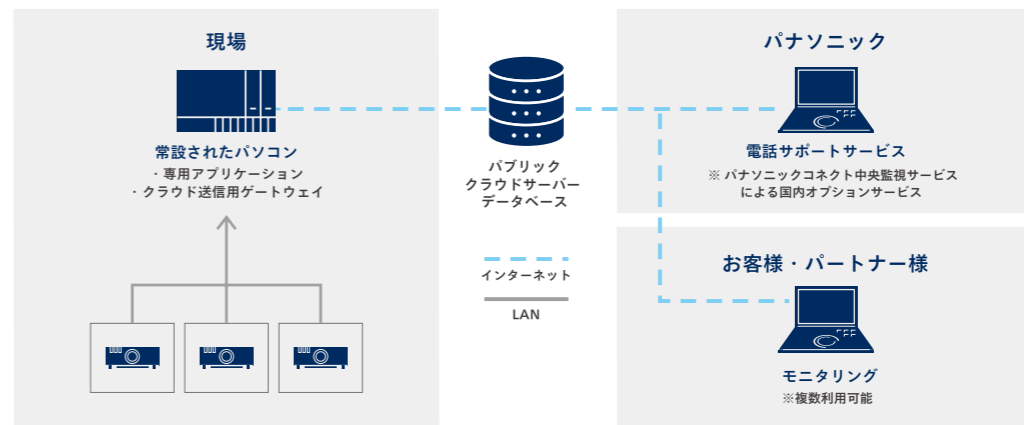 現場
常設されたパソコン
・専用アプリケーション
・クラウド送信用ゲートウェイ
パブリック
クラウドサーバー
データベース
インターネット
LAN
パナソニック
電話サポートサービス
※ パナソニックコネクト中央監視サービス
による国内オプションサービス
お客様・パートナー様
モニタリング
※複数利用可能